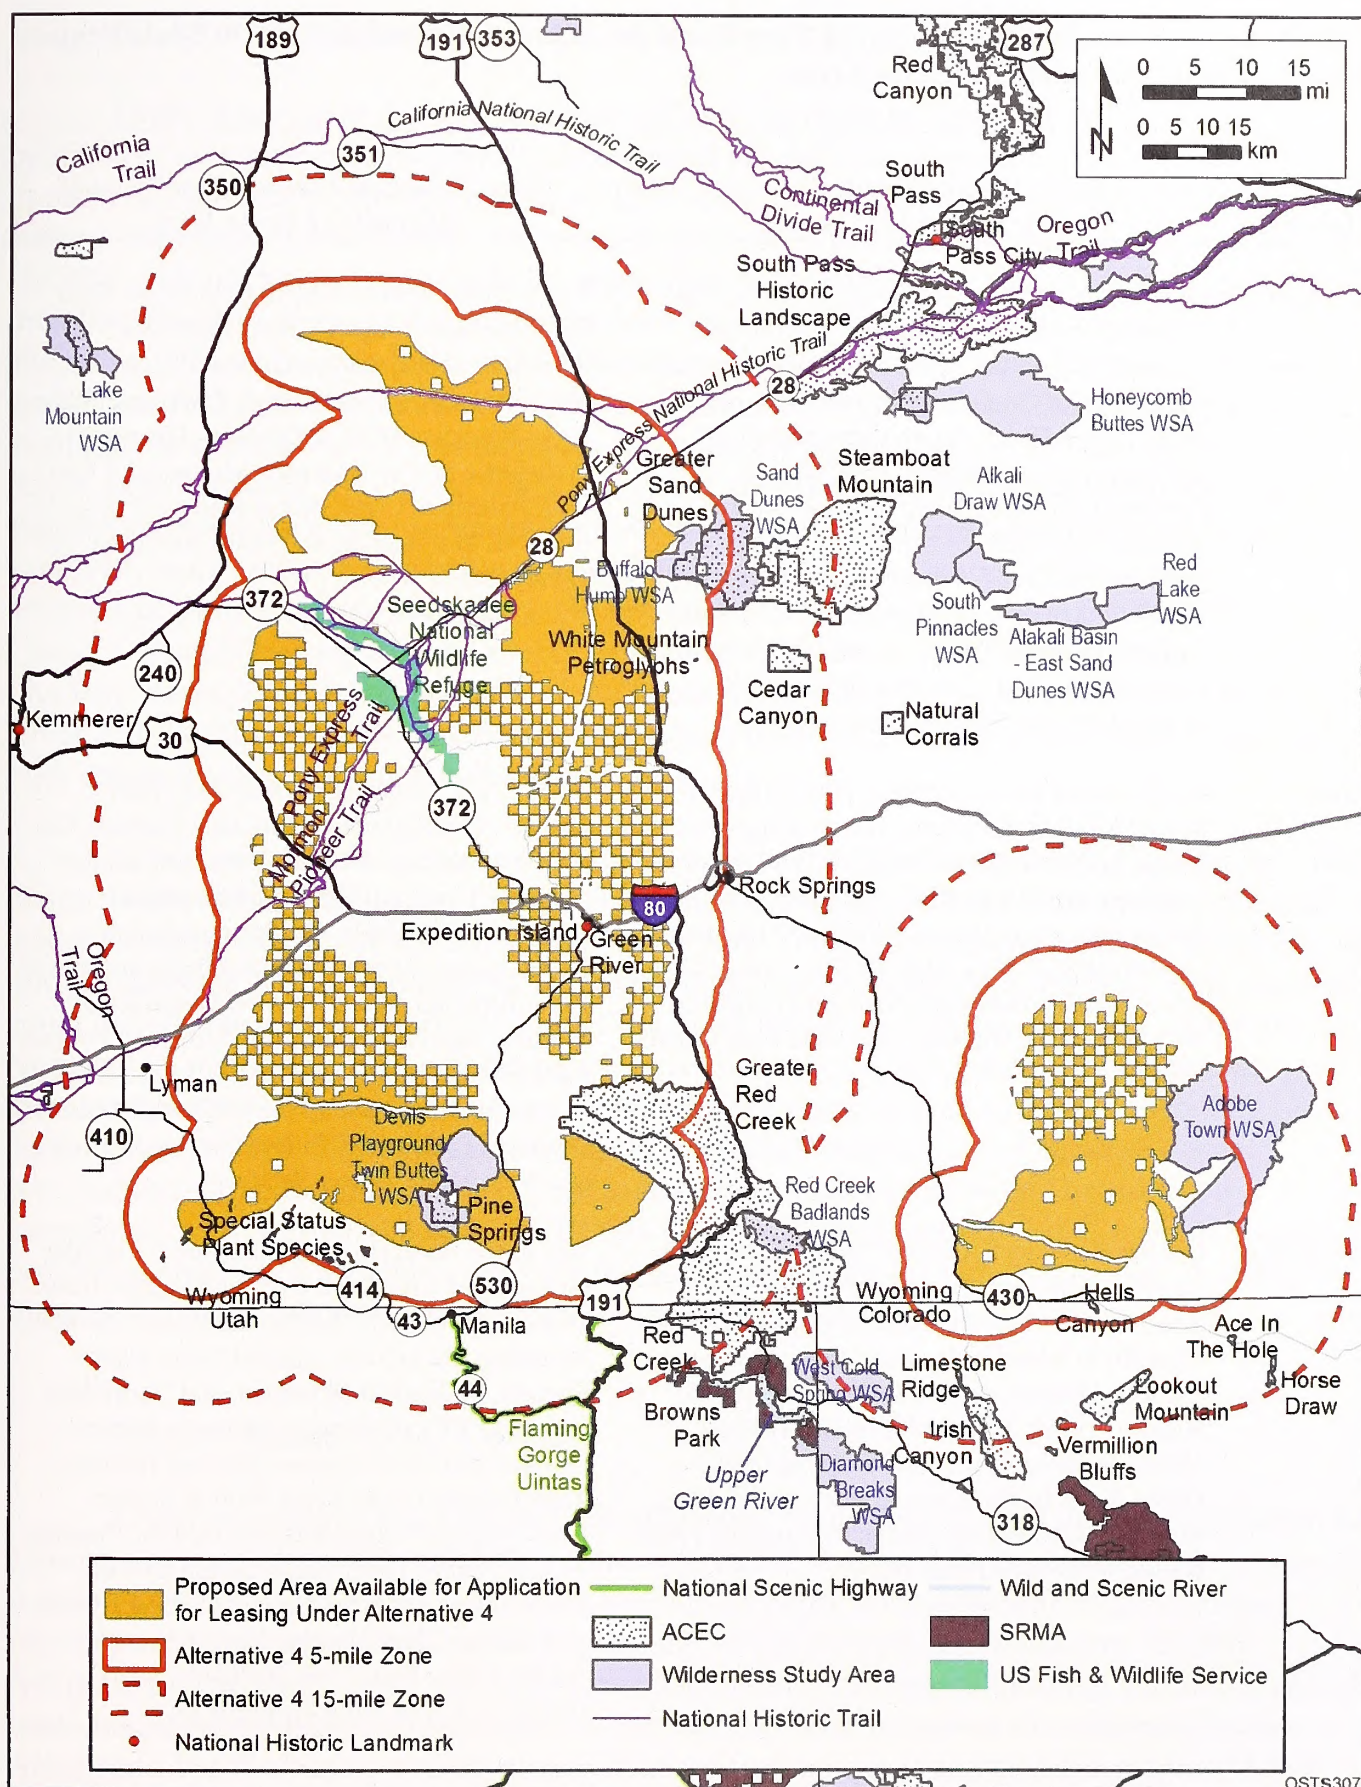 189
191
353
287
0 5 10 15
mi
0 5 10 15
km
N
Red
Canyon
California National Historic Trail
California
Trail
351
350
South
Pass
Continental
Divide Trail
South
Pass City
Oregon
Trail
South Pass
Historic
Landscape
Pony Express National Historic Trail
28
Lake
Mountain
WSA
Honeycomb
Buttes WSA
Greater
Sand
Dunes
Sand
Dunes
WSA
Steamboat
Mountain
Alkali
Draw WSA
28
Buffalo
Hump WSA
Red
Lake
WSA
372
Seedskadee
National
Wildlife
Refuge
White Mountain
Petroglyphs
South
Pinnacles
WSA
Alakali Basin
- East Sand
Dunes WSA
240
Cedar
Canyon
Natural
Corrals
Kemmerer
30
Pony Express
Trail
Mormon
Pioneer Trail
372
Rock Springs
80
Expedition Island
Green
River
Oregon
Trail
Lyman
410
Greater
Red
Creek
Adobe
Town WSA
Devils
Playground
Twin Buttes
WSA
Pine
Springs
Red Creek
Badlands
WSA
Special Status
Plant Species
414
530
191
430
Wyoming
Utah
43
Manila
Wyoming
Colorado
Hells
Canyon
Ace In
The Hole
Red
Creek
44
West Cold
Spring WSA
Limestone
Ridge
Lookout
Mountain
Horse
Draw
Browns
Park
Irish
Canyon
Vermillion
Bluffs
Flaming
Gorge
Uintas
Upper
Green River
Diamond
Breaks
WSA
318
Proposed Area Available for Application
for Leasing Under Alternative 4
Alternative 4 5-mile Zone
Alternative 4 15-mile Zone
National Historic Landmark
National Scenic Highway
ACEC
Wilderness Study Area
National Historic Trail
Wild and Scenic River
SRMA
US Fish & Wildlife Service
OSTS307